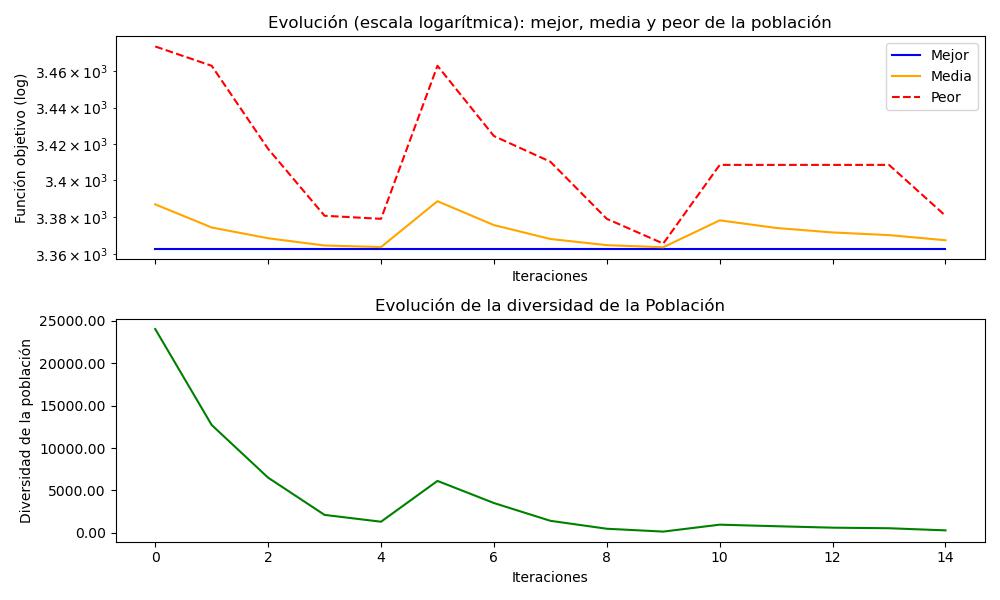 Evolución (escala logarítmica): mejor, media y peor de la población
Función objetivo (log)
3.46 × 10³
3.44 × 10³
3.42 × 10³
3.4 × 10³
3.38 × 10³
3.36 × 10³
Mejor
Media
Peor
Iteraciones
Evolución de la diversidad de la Población
Diversidad de la población
25000.00
20000.00
15000.00
10000.00
5000.00
0.00
0 2 4 6 8 10 12 14
Iteraciones